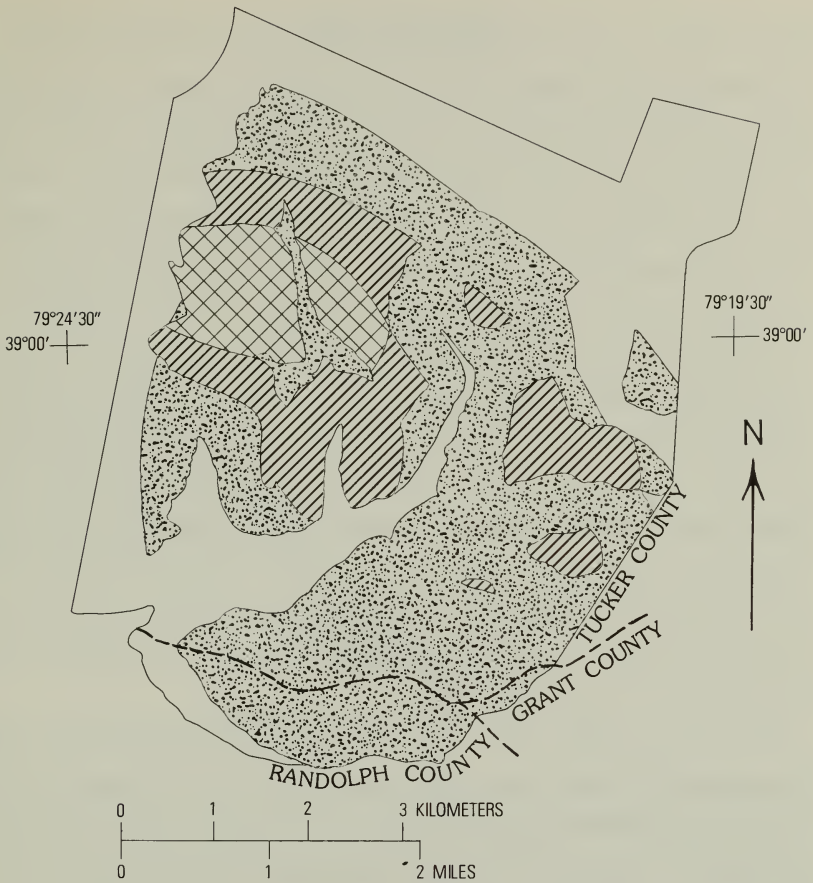 79°24'30"
39°00'
79°19'30"
39°00'
N
TUCKER COUNTY
GRANT COUNTY
RANDOLPH COUNTY
0 1 2 3 KILOMETERS
0 1 2 MILES